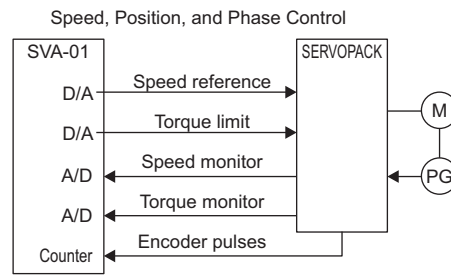 Speed, Position, and Phase Control
SVA-01
SERVOPACK
D/A
Speed reference
M
D/A
Torque limit
A/D
Speed monitor
PG
A/D
Torque monitor
Counter
Encoder pulses